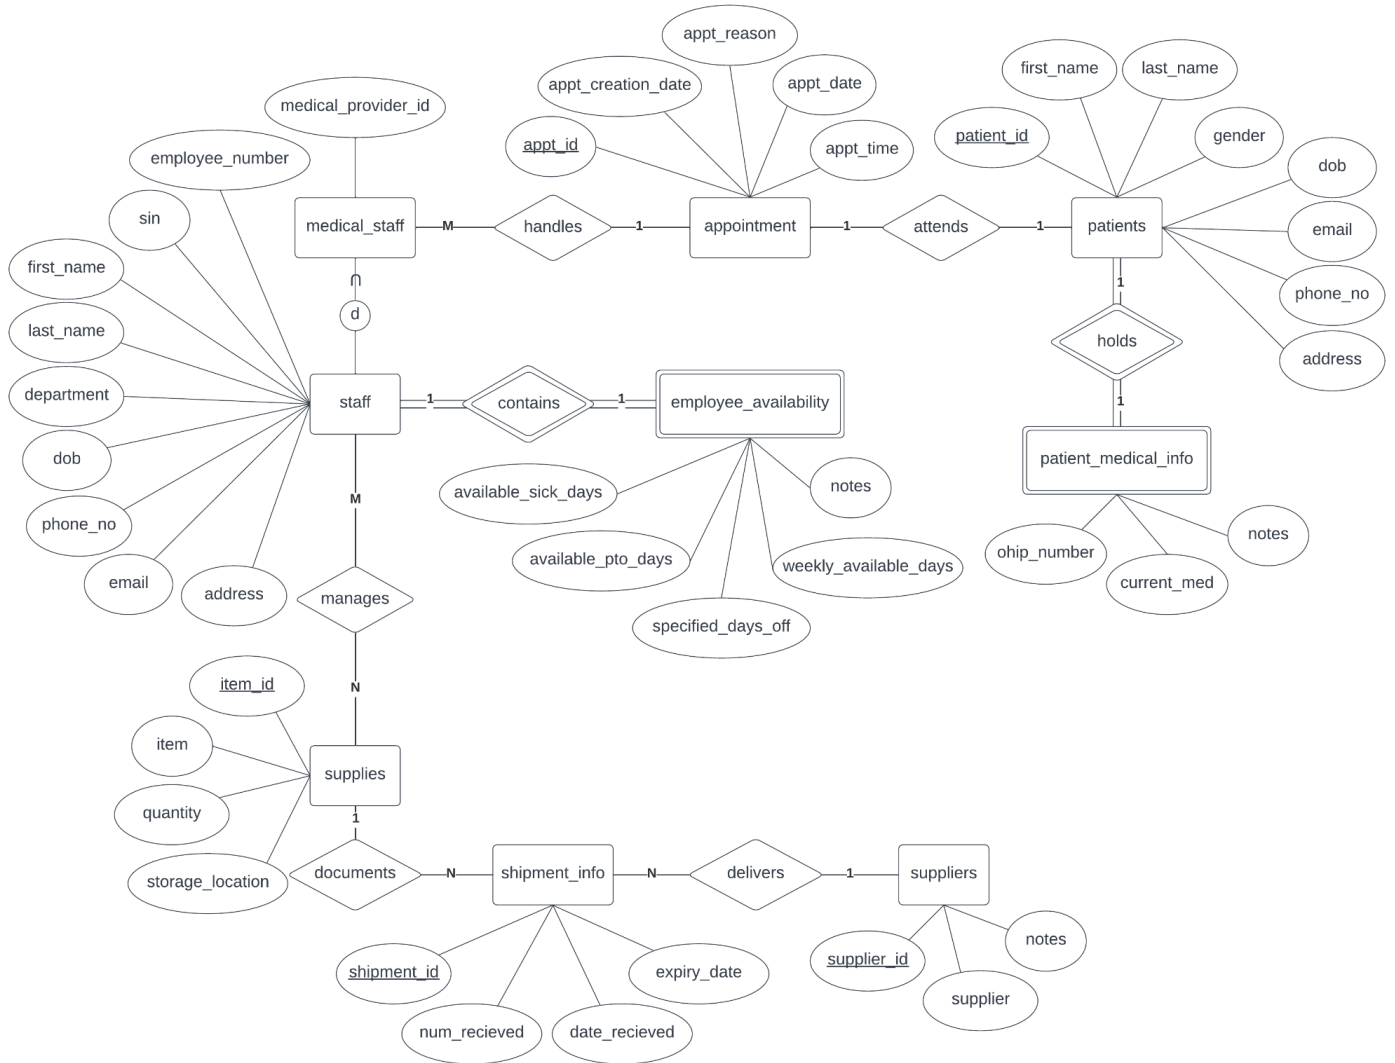 appt_reason
first_name
last_name
appt_creation_date
appt_date
medical_provider_id
patient_id
gender
appt_id
appt_time
employee_number
dob
sin
medical_staff
M
handles
1
appointment
1
attends
1
patients
email
first_name
∩
1
phone_no
d
last_name
holds
address
department
staff
1
contains
1
employee_availability
1
dob
patient_medical_info
available_sick_days
notes
M
phone_no
notes
ohip_number
available_pto_days
weekly_available_days
current_med
email
address
manages
specified_days_off
item_id
N
item
supplies
quantity
1
storage_location
documents
N
shipment_info
N
delivers
1
suppliers
notes
shipment_id
expiry_date
supplier_id
supplier
num_recieved
date_recieved